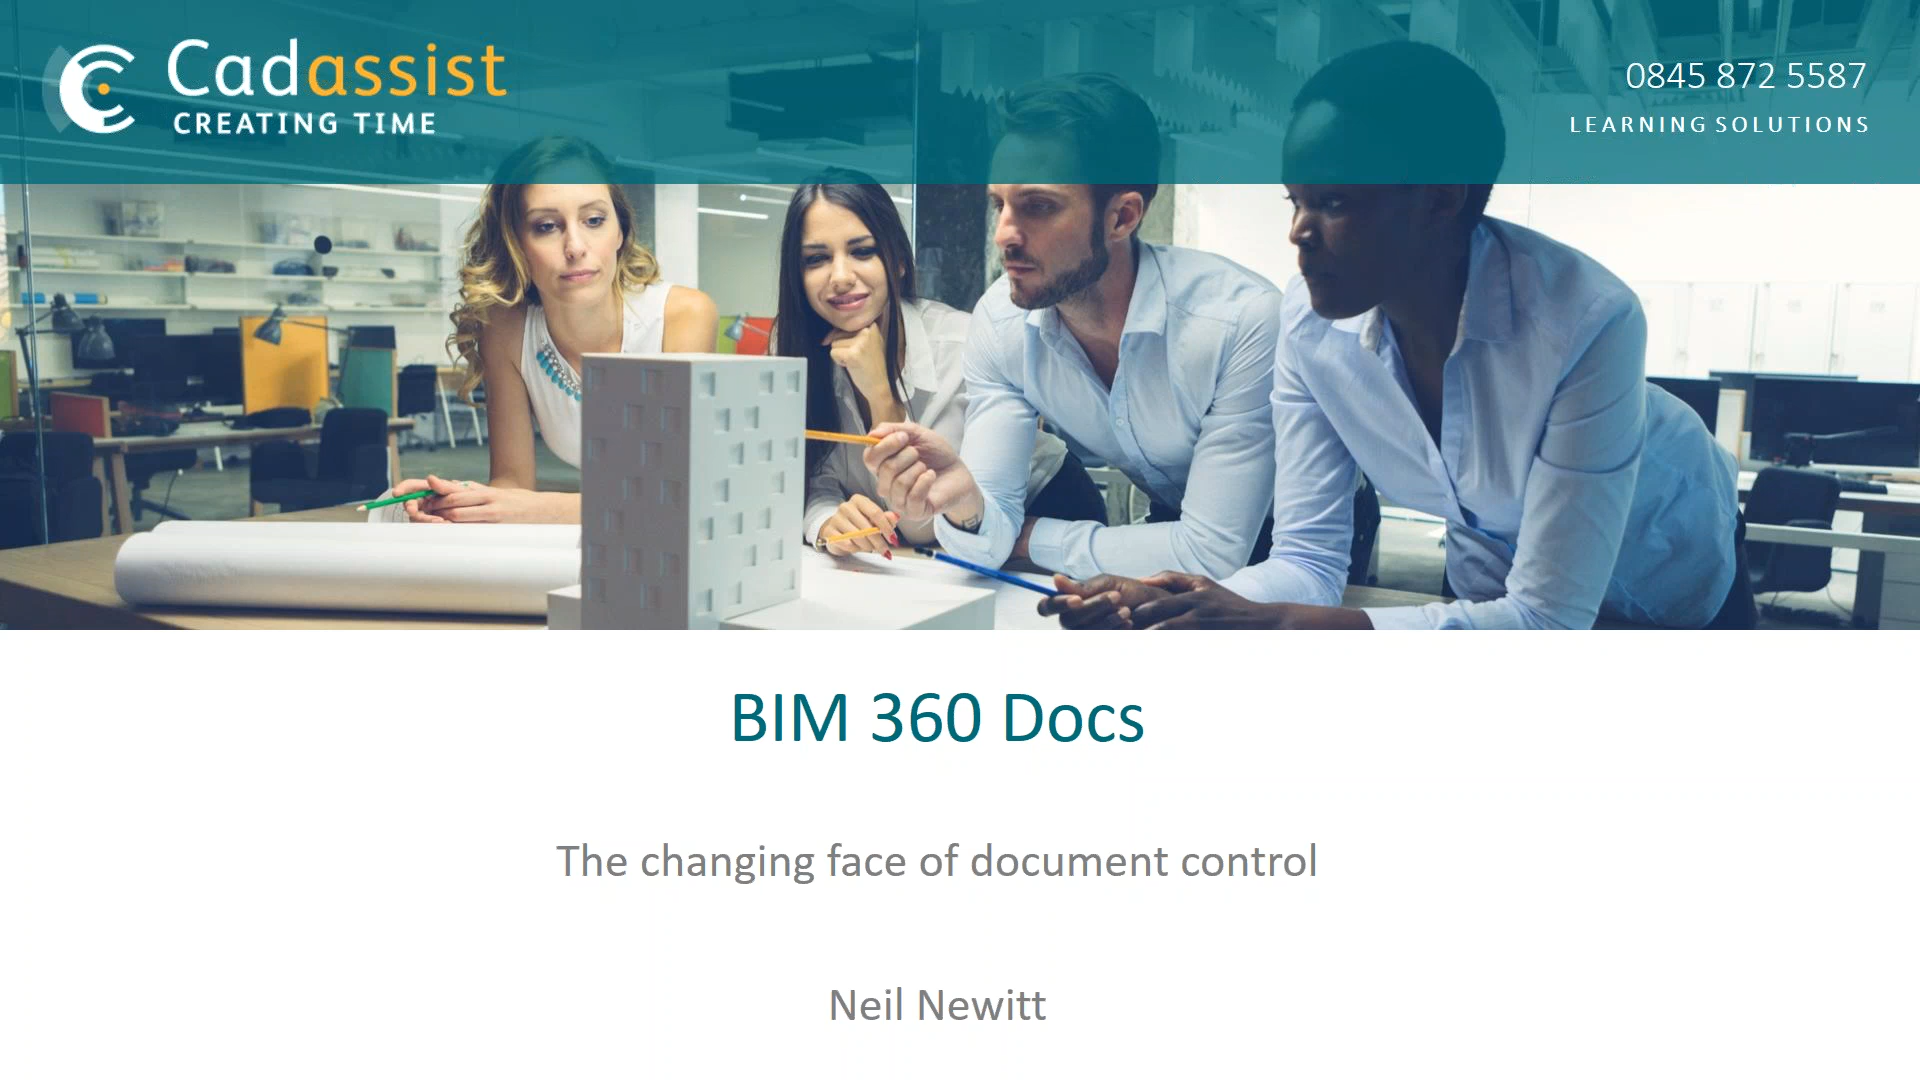 Cadassist
CREATING TIME
0845 872 5587
LEARNING SOLUTIONS
BIM 360 Docs
The changing face of document control
Neil Newitt